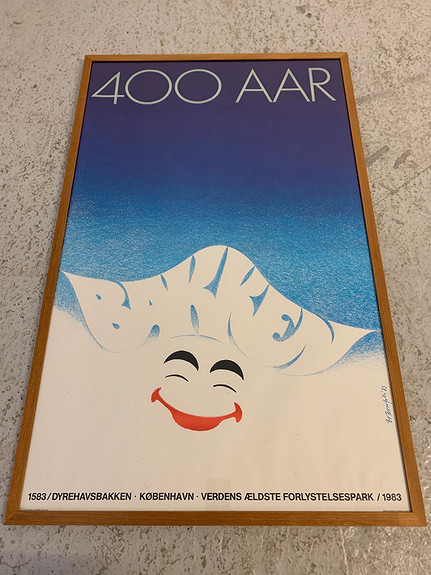 400 AAR
BAKKEN
1583/DYREHAVSBAKKEN · KØBENHAVN · VERDENS ÆLDSTE FORLYSTELSESPARK / 1983